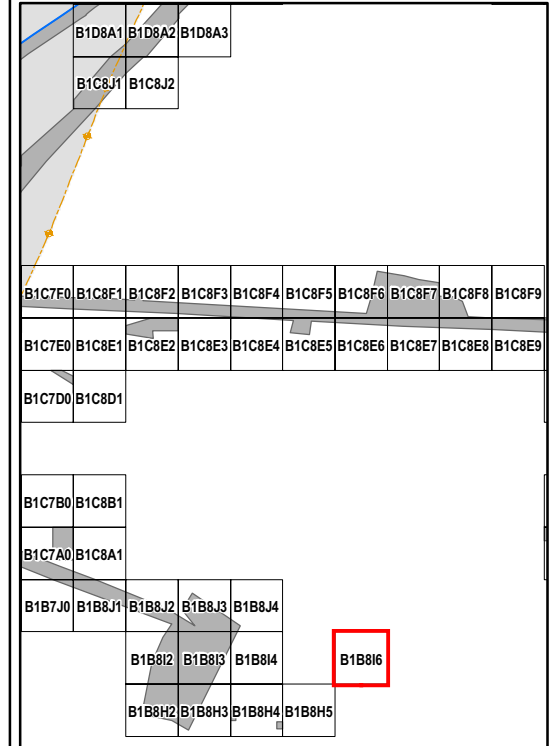 B1D8A1 B1D8A2 B1D8A3
B1C8J1 B1C8J2
B1C7F0 B1C8F1 B1C8F2 B1C8F3 B1C8F4 B1C8F5 B1C8F6 B1C8F7 B1C8F8 B1C8F9
B1C7E0 B1C8E1 B1C8E2 B1C8E3 B1C8E4 B1C8E5 B1C8E6 B1C8E7 B1C8E8 B1C8E9
B1C7D0 B1C8D1
B1C7B0 B1C8B1
B1C7A0 B1C8A1
B1B7J0 B1B8J1 B1B8J2 B1B8J3 B1B8J4
B1B8I2 B1B8I3 B1B8I4 B1B8I6
B1B8H2 B1B8H3 B1B8H4 B1B8H5